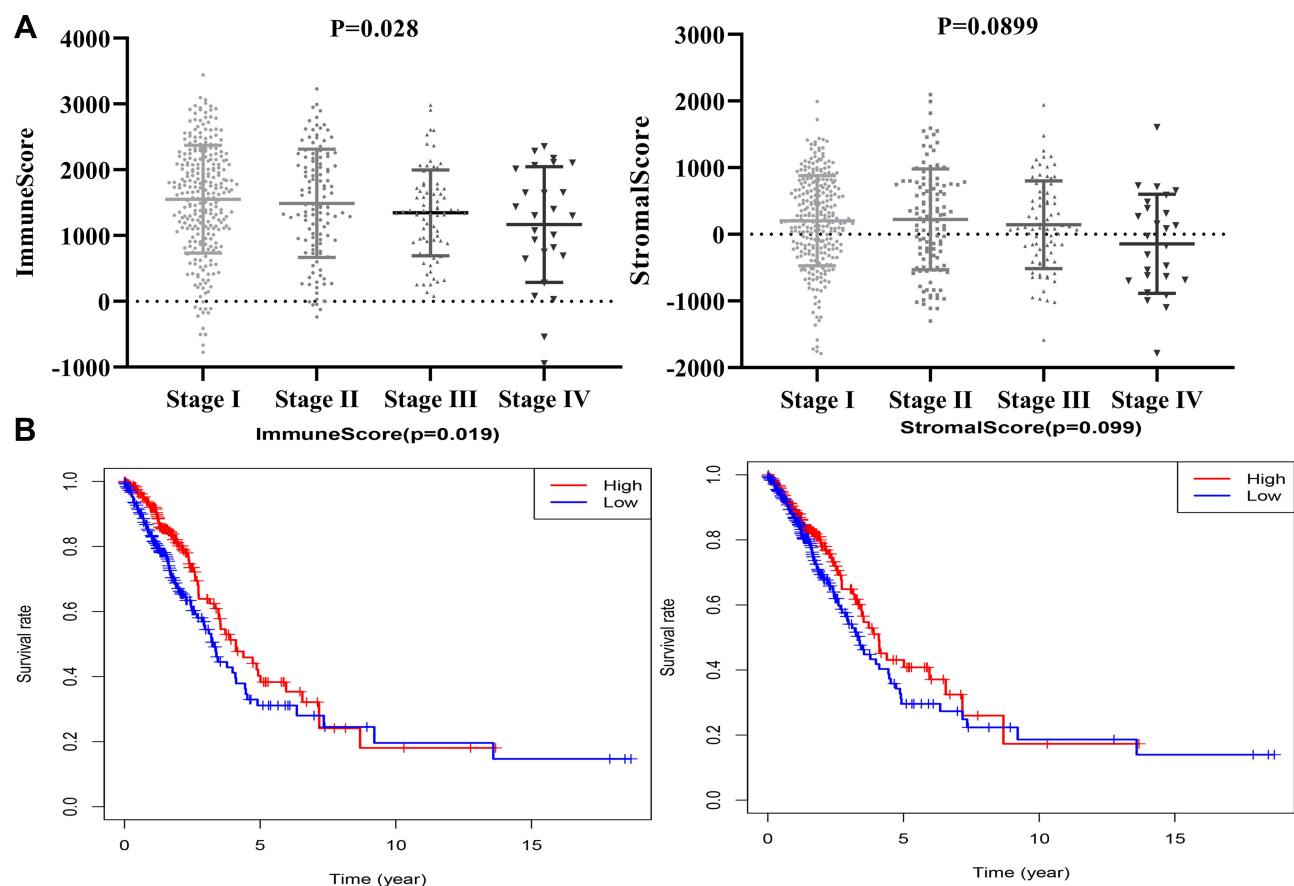 A
P=0.028
ImmuneScore
4000
3000
2000
1000
0
-1000
Stage I Stage II Stage III Stage IV
P=0.0899
StromalScore
3000
2000
1000
0
-1000
-2000
Stage I Stage II Stage III Stage IV
B
ImmuneScore(p=0.019)
High
Low
Survival rate
1.0
0.8
0.6
0.4
0.2
0.0
0 5 10 15
Time (year)
StromalScore(p=0.099)
High
Low
Survival rate
1.0
0.8
0.6
0.4
0.2
0.0
0 5 10 15
Time (year)